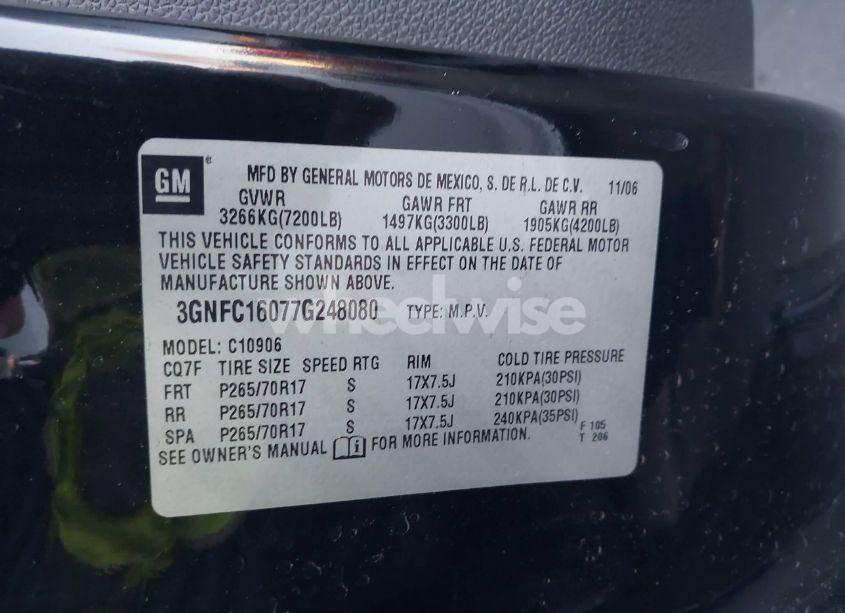 GM ® MFD BY GENERAL MOTORS DE MEXICO, S. DE R.L. DE C.V. 11/06
GVWR GAWR FRT GAWR RR
3266KG(7200LB) 1497KG(3300LB) 1905KG(4200LB)
THIS VEHICLE CONFORMS TO ALL APPLICABLE U.S. FEDERAL MOTOR
VEHICLE SAFETY STANDARDS IN EFFECT ON THE DATE OF
MANUFACTURE SHOWN ABOVE.
3GNFC16077G248080 TYPE: M.P.V.
wheelwise
MODEL: C10906
CQ7F TIRE SIZE SPEED RTG RIM COLD TIRE PRESSURE
FRT P265/70R17 S 17X7.5J 210KPA(30PSI)
RR P265/70R17 S 17X7.5J 210KPA(30PSI)
SPA P265/70R17 S 17X7.5J 240KPA(35PSI)
SEE OWNER'S MANUAL i FOR MORE INFORMATION.
F 105
T 206